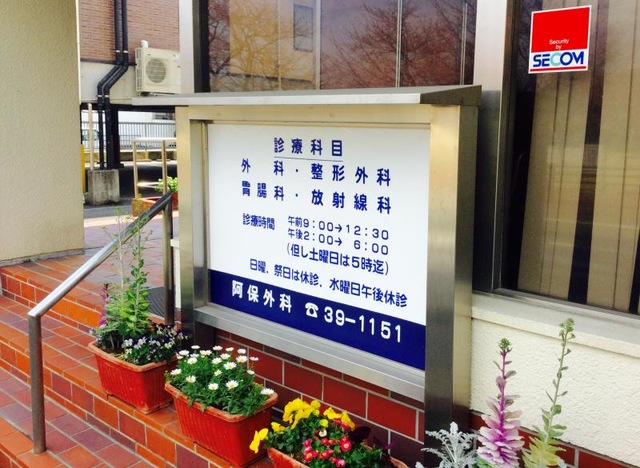 Security
by
SECOM
診療科目
外科・整形外科
胃腸科・放射線科
診療時間 午前9:00→12:30
午後2:00→ 6:00
(但し土曜日は5時迄)
日曜、祭日は休診、水曜日午後休診
阿保外科 ☎39-1151